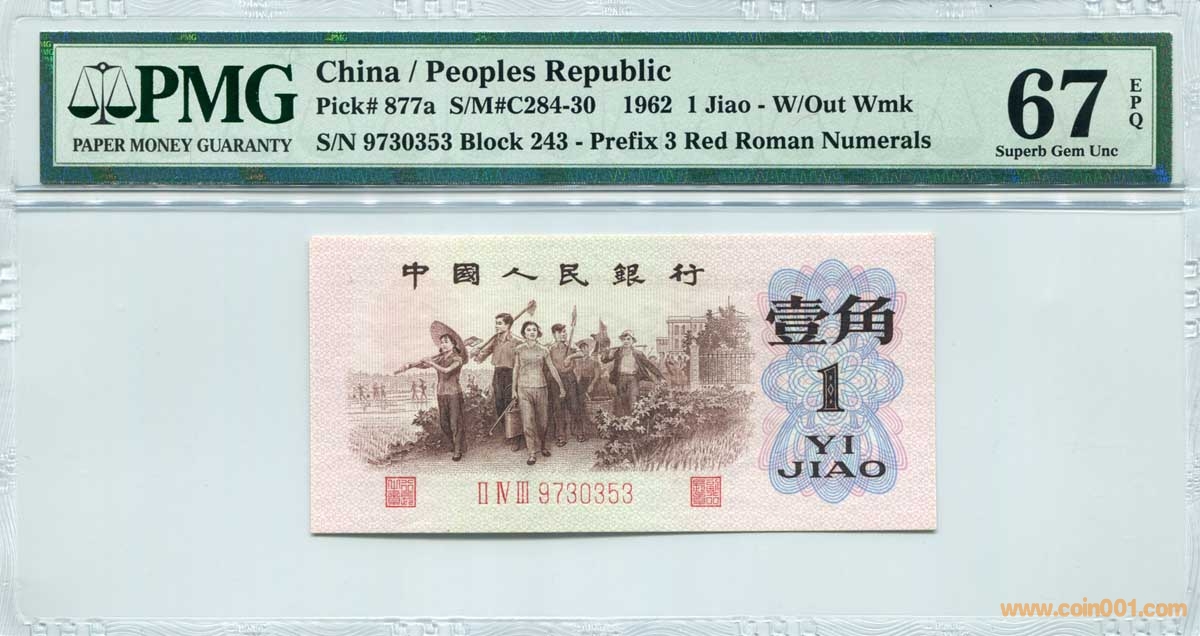 PMG
PAPER MONEY GUARANTY
China / Peoples Republic
Pick# 877a S/M#C284-30 1962 1 Jiao - W/Out Wmk
S/N 9730353 Block 243 - Prefix 3 Red Roman Numerals
67
EPQ
Superb Gem Unc
中國人民銀行
壹角
1
YI
JIAO
II IV III 9730353
www.coin001.com